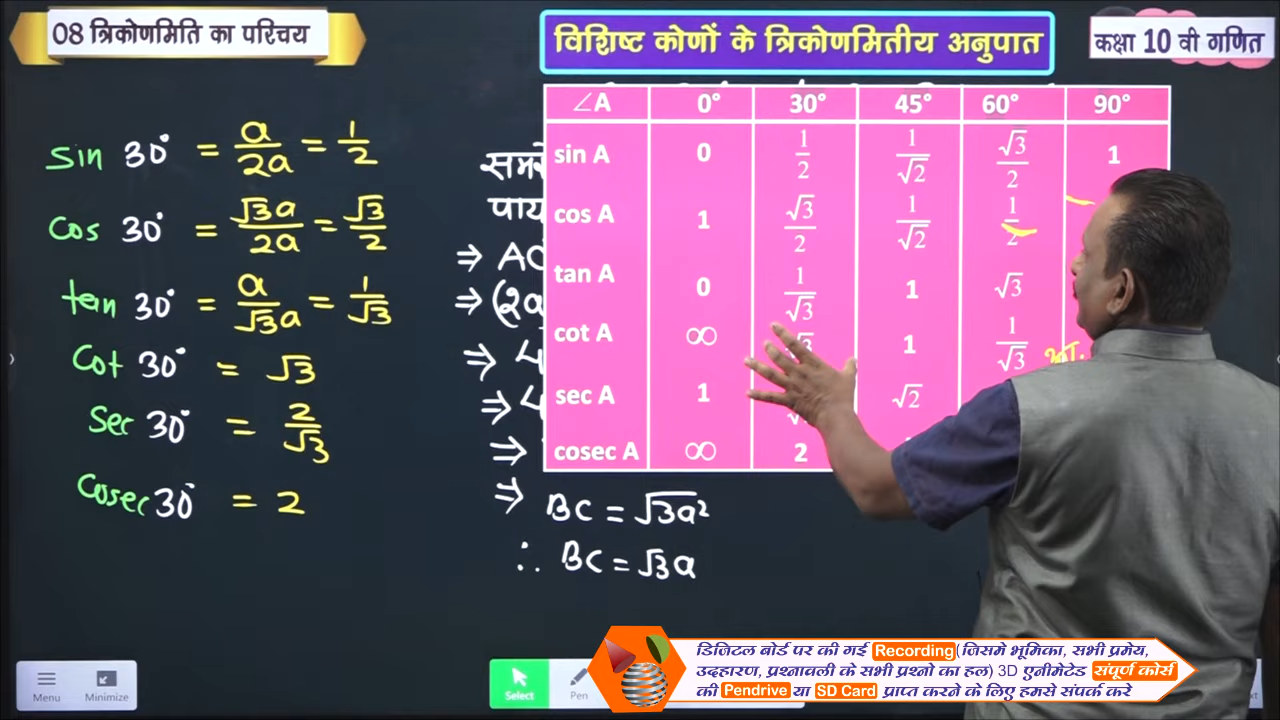 08 त्रिकोणमिति का परिचय
विशिष्ट कोणों के त्रिकोणमितीय अनुपात
कक्षा 10 वी गणित
sin 30° = a/2a = 1/2
cos 30° = √3a/2a = √3/2
tan 30° = a/√3a = 1/√3
Cot 30° = √3
Sec 30° = 2/√3
Cosec 30° = 2
⇒ AC
⇒ (2a
⇒ 4
⇒ 4
⇒
⇒ BC = √3a²
∴ BC = √3a
∠A 0° 30° 45° 60° 90°
sin A 0 1/2 1/√2 √3/2 1
cos A 1 √3/2 1/√2 1/2
tan A 0 1/√3 1 √3
cot A ∞ √3 1 1/√3
sec A 1 √2
cosec A ∞ 2
Menu
Minimize
Select
Pen
डिजिटल बोर्ड पर की गई Recording (जिसमे भूमिका, सभी प्रमेय,
उदहारण, प्रश्नावली के सभी प्रश्नो का हल) 3D एनीमेटेड संपूर्ण कोर्स
की Pendrive या SD Card प्राप्त करने के लिए हमसे संपर्क करे